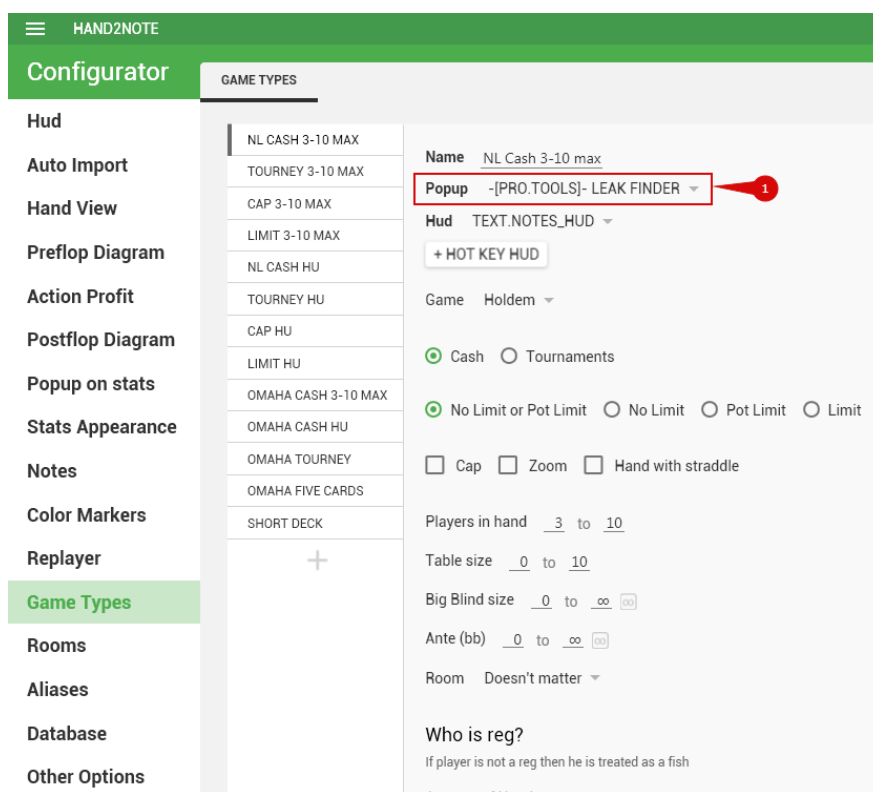 HAND2NOTE
Configurator
GAME TYPES
Hud
Auto Import
Hand View
Preflop Diagram
Action Profit
Postflop Diagram
Popup on stats
Stats Appearance
Notes
Color Markers
Replayer
Game Types
Rooms
Aliases
Database
Other Options
NL CASH 3-10 MAX
TOURNEY 3-10 MAX
CAP 3-10 MAX
LIMIT 3-10 MAX
NL CASH HU
TOURNEY HU
CAP HU
LIMIT HU
OMAHA CASH 3-10 MAX
OMAHA CASH HU
OMAHA TOURNEY
OMAHA FIVE CARDS
SHORT DECK
Name NL Cash 3-10 max
Popup -[PRO.TOOLS]- LEAK FINDER 1
Hud TEXT.NOTES_HUD
+ HOT KEY HUD
Game Holdem
Cash Tournaments
No Limit or Pot Limit No Limit Pot Limit Limit
Cap Zoom Hand with straddle
Players in hand 3 to 10
Table size 0 to 10
Big Blind size 0 to ∞ ∞
Ante (bb) 0 to ∞ ∞
Room Doesn't matter
Who is reg?
If player is not a reg then he is treated as a fish